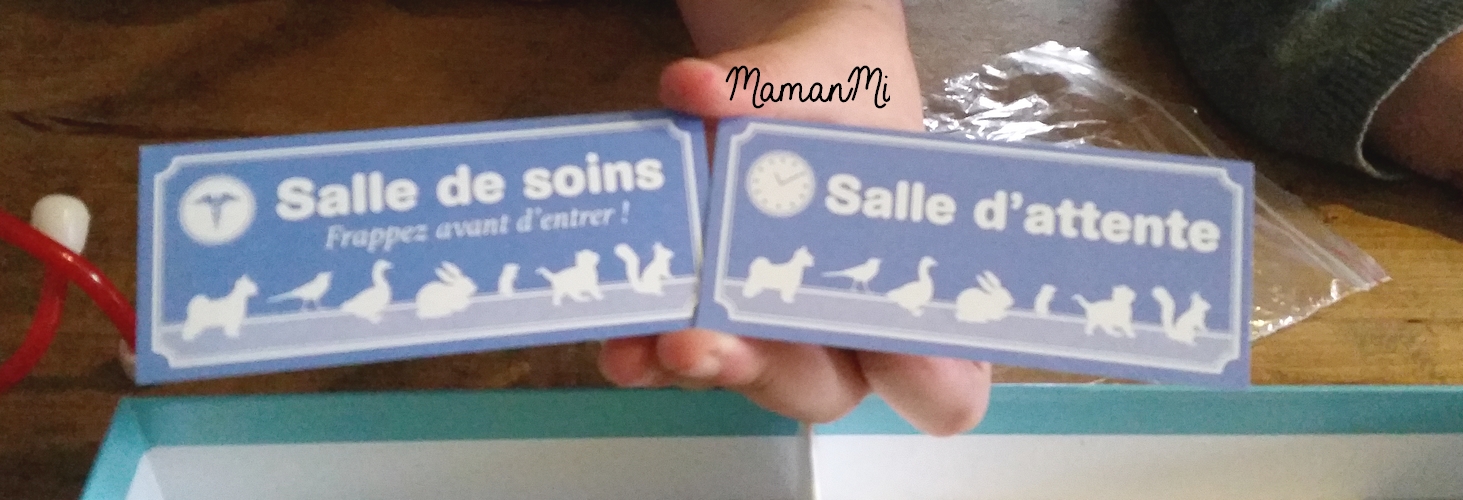 MamanMi
Salle de soins
Frappez avant d'entrer !
Salle d'attente